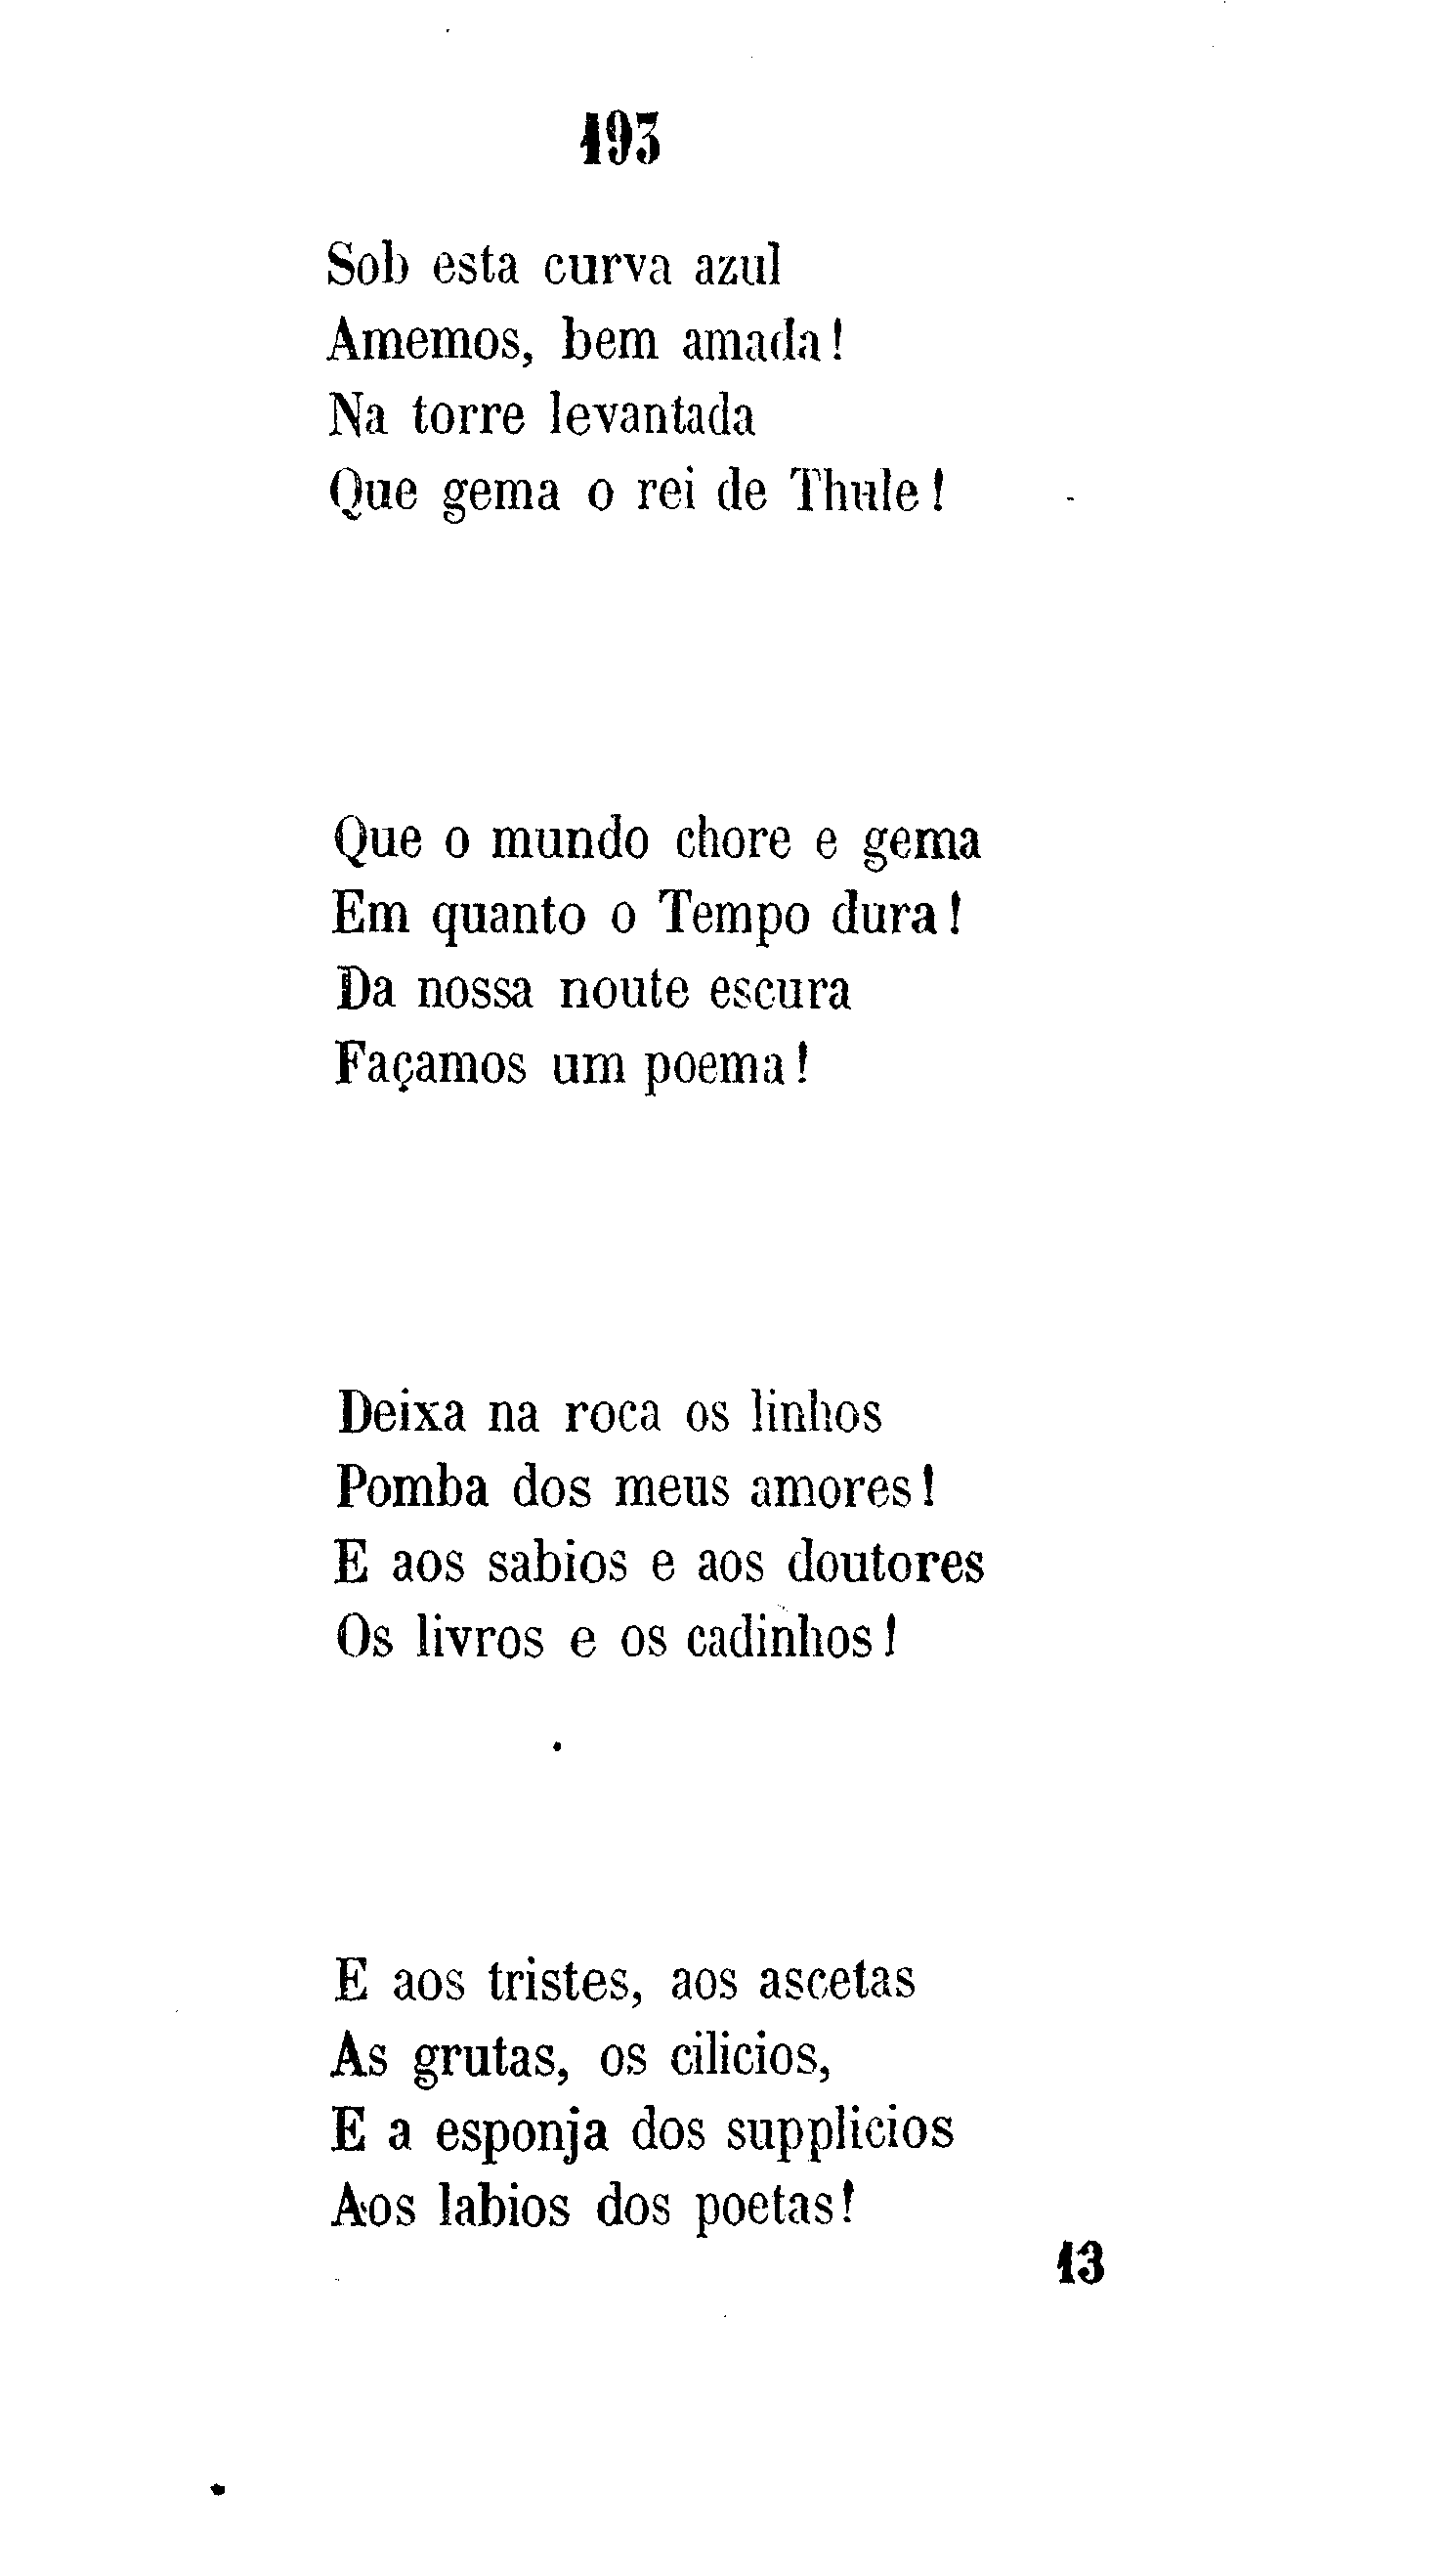 193
Sob esta curva azul
Amemos, bem amada!
Na torre levantada
Que gema o rei de Thule!
Que o mundo chore e gema
Em quanto o Tempo dura!
Da nossa noute escura
Façamos um poema!
Deixa na roca os linhos
Pomba dos meus amores!
E aos sabios e aos doutores
Os livros e os cadinhos!
E aos tristes, aos ascetas
As grutas, os cilicios,
E a esponja dos supplicios
Aos labios dos poetas!
13